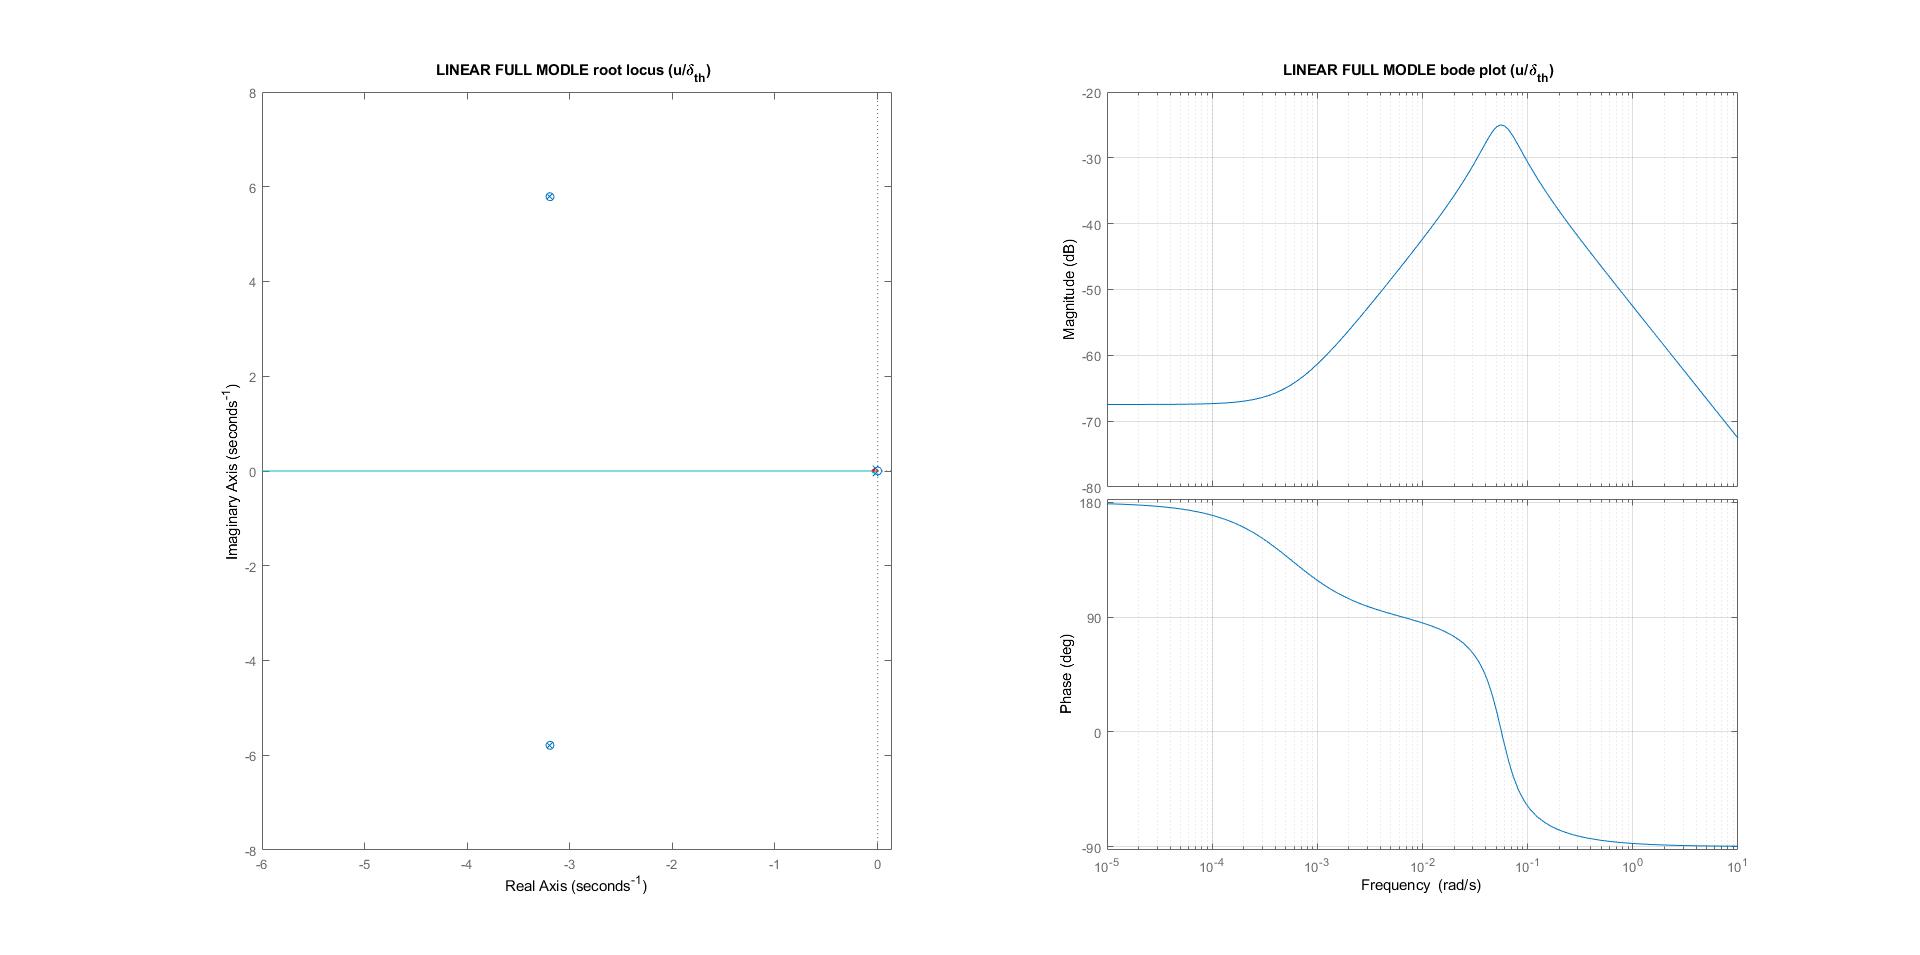 LINEAR FULL MODLE root locus (u/δth)
8
6
4
2
0
-2
-4
-6
-8
Imaginary Axis (seconds-1)
-6 -5 -4 -3 -2 -1 0
Real Axis (seconds-1)
LINEAR FULL MODLE bode plot (u/δth)
-20
-30
-40
-50
-60
-70
-80
Magnitude (dB)
180
90
0
-90
Phase (deg)
10-5 10-4 10-3 10-2 10-1 100 101
Frequency (rad/s)